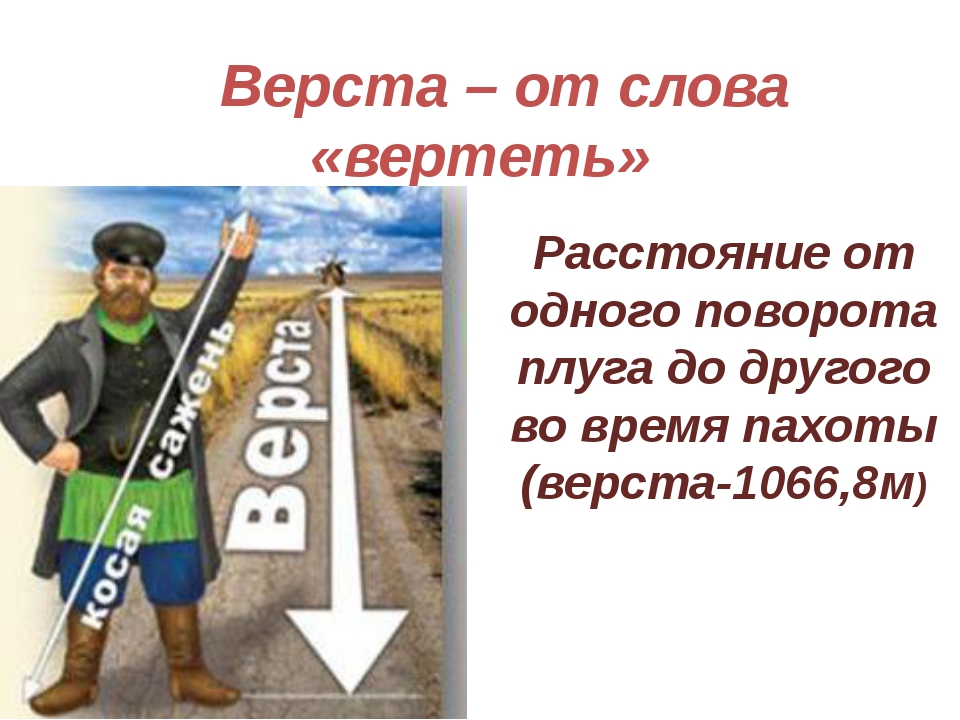 Верста – от слова
«вертеть»
Расстояние от
одного поворота
плуга до другого
во время пахоты
(верста-1066,8м)
косая сажень
Верста